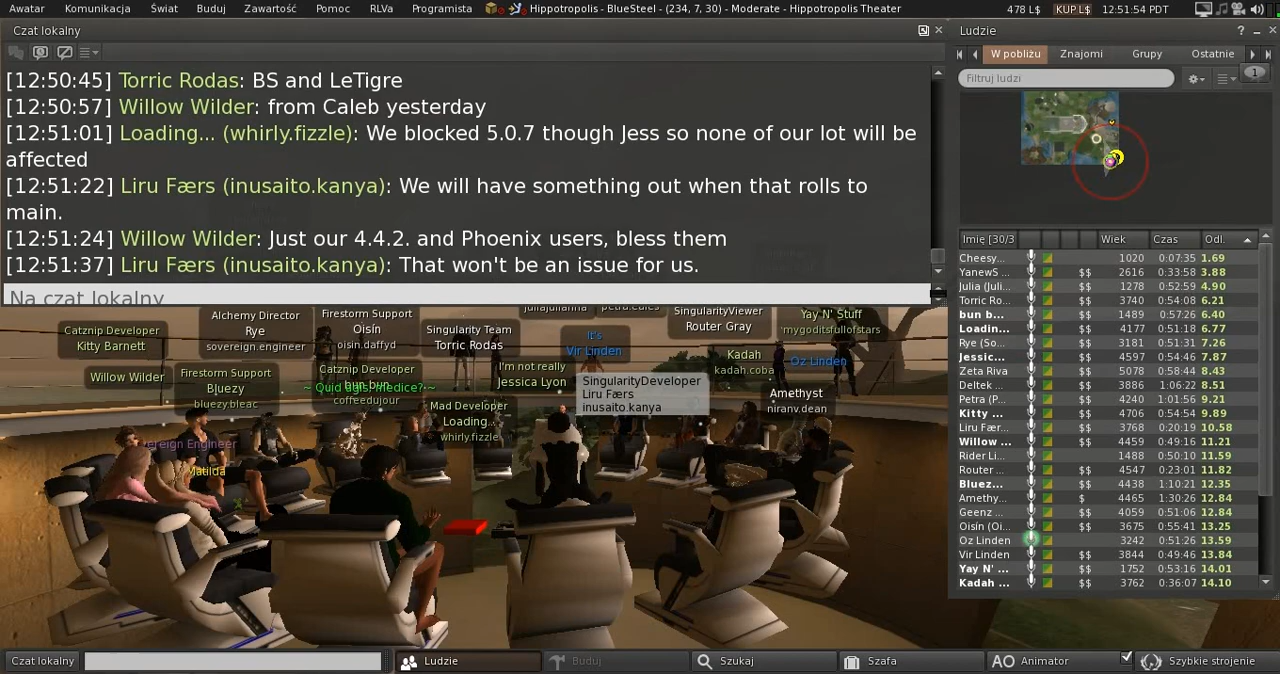 Awatar Komunikacja Świat Buduj Zawartość Pomoc RLVa Programista Hippotropolis - BlueSteel - (234, 7, 30) - Moderate - Hippotropolis Theater 478 L$ KUP L$ 12:51:54 PDT
Czat lokalny
[12:50:45] Torric Rodas: BS and LeTigre
[12:50:57] Willow Wilder: from Caleb yesterday
[12:51:01] Loading... (whirly.fizzle): We blocked 5.0.7 though Jess so none of our lot will be
affected
[12:51:22] Liru Færs (inusaito.kanya): We will have something out when that rolls to
main.
[12:51:24] Willow Wilder: Just our 4.4.2. and Phoenix users, bless them
[12:51:37] Liru Færs (inusaito.kanya): That won't be an issue for us.
Na czat lokalny
Ludzie
W pobliżu Znajomi Grupy Ostatnie
1
Filtruj ludzi
Imię [30/3 Wiek Czas Odl.
Cheesy... 1020 0:07:35 1.69
YanewS ... $$ 2616 0:33:58 3.88
Julia (Juli... $$ 1278 0:52:59 4.90
Torric Ro... $$ 3740 0:54:08 6.21
bun b... $$ 1489 0:57:26 6.40
Loadin... $$ 4177 0:51:18 6.77
Rye (So... $$ 3181 0:51:31 7.26
Jessic... $$ 4597 0:54:46 7.87
Zeta Riva $$ 5078 0:58:44 8.43
Deltek ... $$ 3886 1:06:22 8.51
Petra (P... $$ 4240 1:01:56 9.21
Kitty ... $$ 4706 0:54:54 9.89
Liru Fær... $$ 3768 0:20:19 10.58
Willow ... $$ 4459 0:49:16 11.21
Rider Li... 1488 0:50:10 11.59
Router ... $$ 4547 0:23:01 11.82
Bluez... $$ 4438 1:10:21 12.35
Amethy... $ 4465 1:30:26 12.84
Geenz ... $$ 4059 0:51:06 12.84
Oisín (Oi... $$ 3675 0:55:41 13.25
Oz Linden 3242 0:51:26 13.59
Vir Linden $$ 3844 0:49:46 13.84
Yay N' ... $$ 1752 0:53:16 14.01
Kadah ... $$ 3762 0:36:07 14.10
Catznip Developer
Kitty Barnett
Alchemy Director
Rye
sovereign.engineer
Firestorm Support
Oisín
oisin.daffyd
Singularity Team
Torric Rodas
It's
Vir Linden
SingularityViewer
Router Gray
Yay N' Stuff
'mygoditsfullofstars
Kadah
kadah.coba
Oz Linden
Willow Wilder
Firestorm Support
Bluezy
bluezy.bleac
Catznip Developer
bun bun
coffeedujour
I'm not really
Jessica Lyon
SingularityDeveloper
Liru Færs
inusaito.kanya
Amethyst
nirany.dean
Mad Developer
Loading...
whirly.fizzle
Matilda
Czat lokalny Ludzie Buduj Szukaj Szafa AO Animator Szybkie strojenie